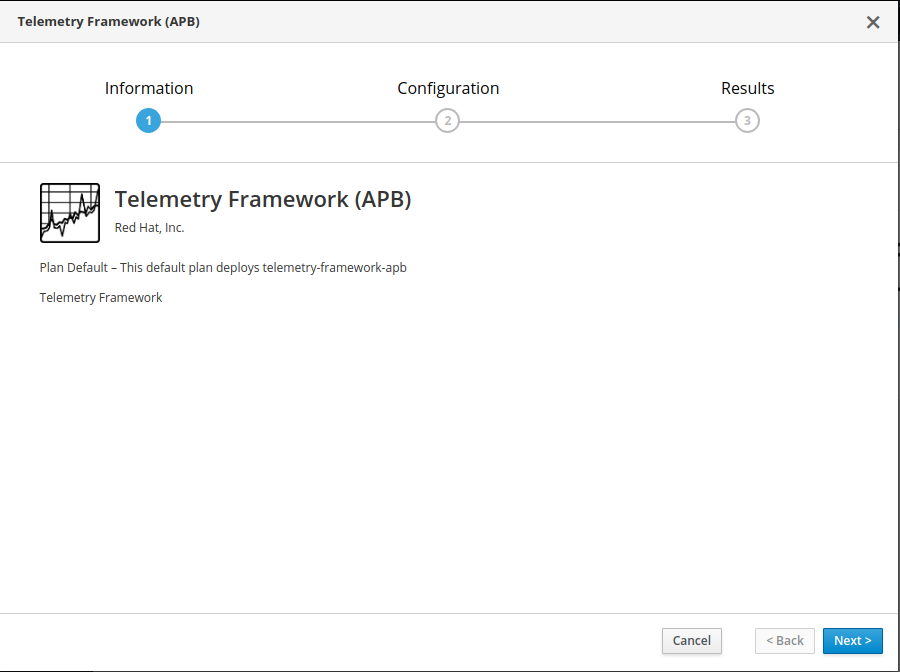 Telemetry Framework (APB)
Information
Configuration
Results
1
2
3
Telemetry Framework (APB)
Red Hat, Inc.
Plan Default – This default plan deploys telemetry-framework-apb
Telemetry Framework
Cancel
< Back
Next >